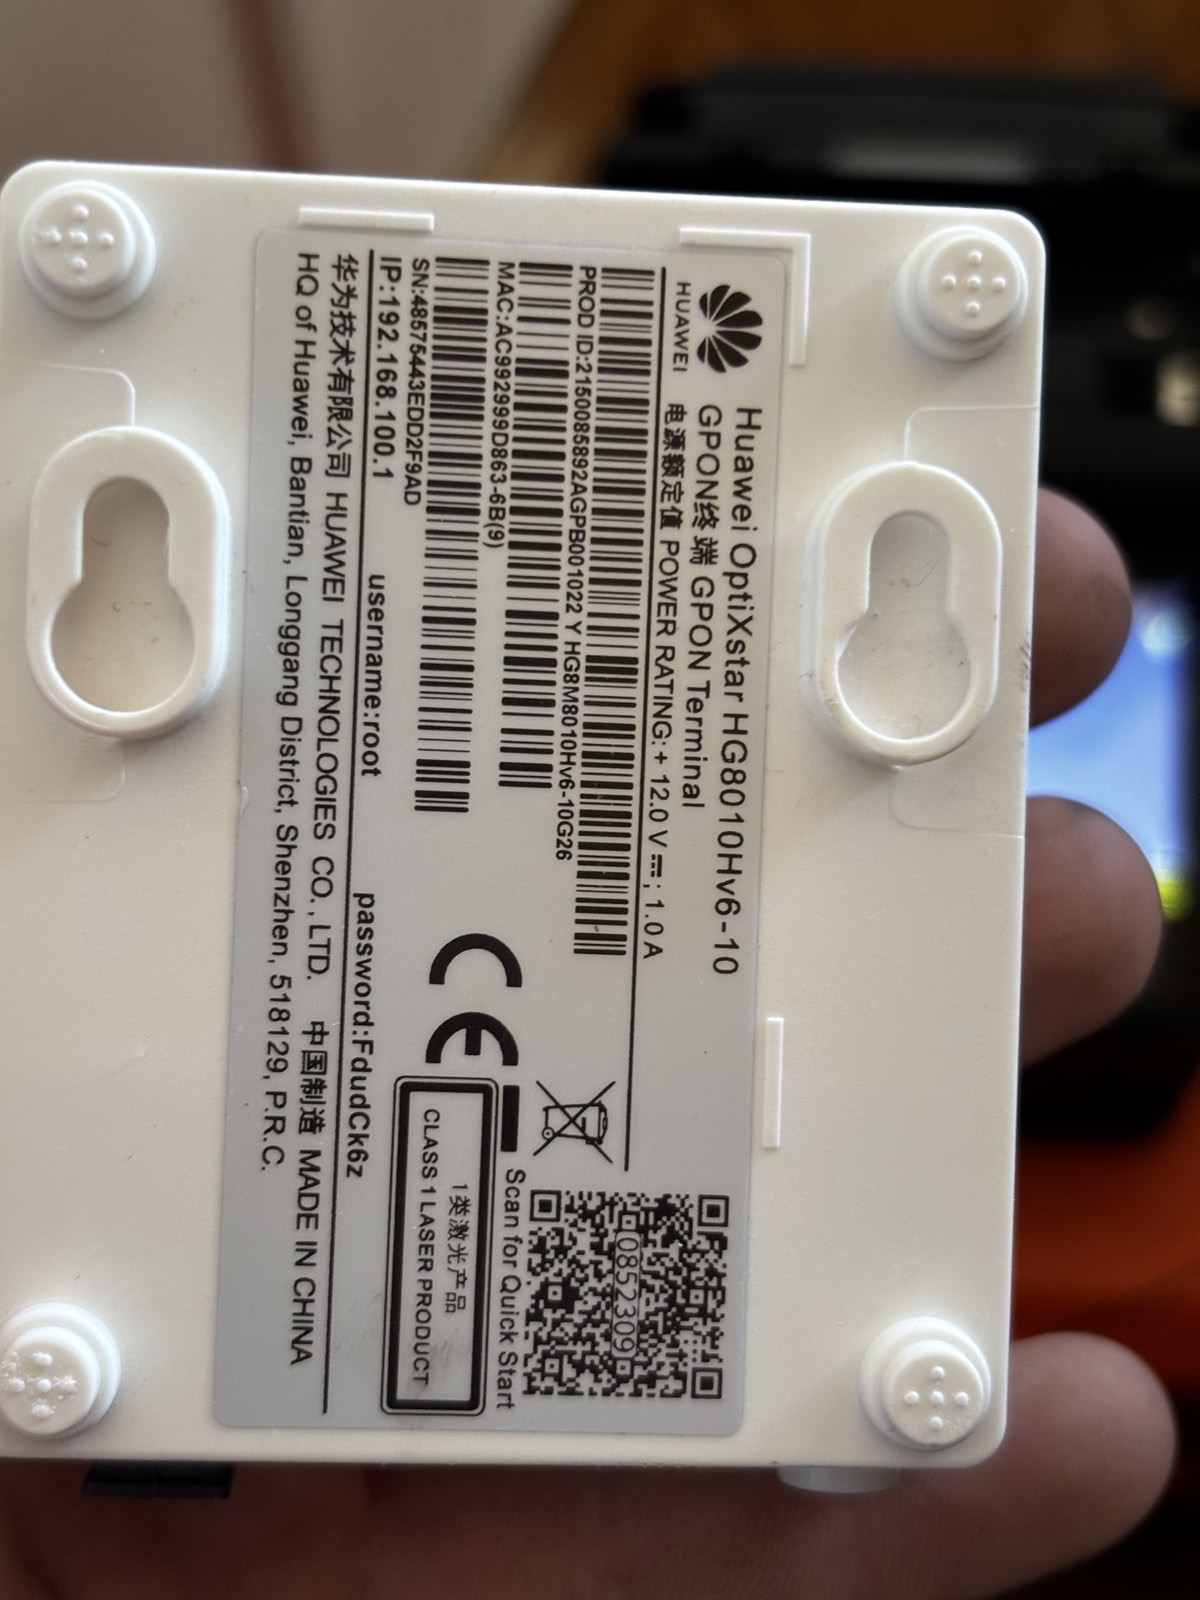 HUAWEI
Huawei OptiXstar HG8010Hv6-10
GPON终端 GPON Terminal
电源额定值 POWER RATING: + 12.0 V ⎓; 1.0 A
PROD ID:2150085892AGPB001022 Y HG8M8010Hv6-10G26
MAC:AC992999D863-6B(9)
SN:48575443EDD2F9AD
IP:192.168.100.1 username:root password:FdudCk6z
CE
0852309
Scan for Quick Start
1类激光产品
CLASS 1 LASER PRODUCT
华为技术有限公司 HUAWEI TECHNOLOGIES CO., LTD. 中国制造 MADE IN CHINA
HQ of Huawei, Bantian, Longgang District, Shenzhen, 518129, P.R.C.